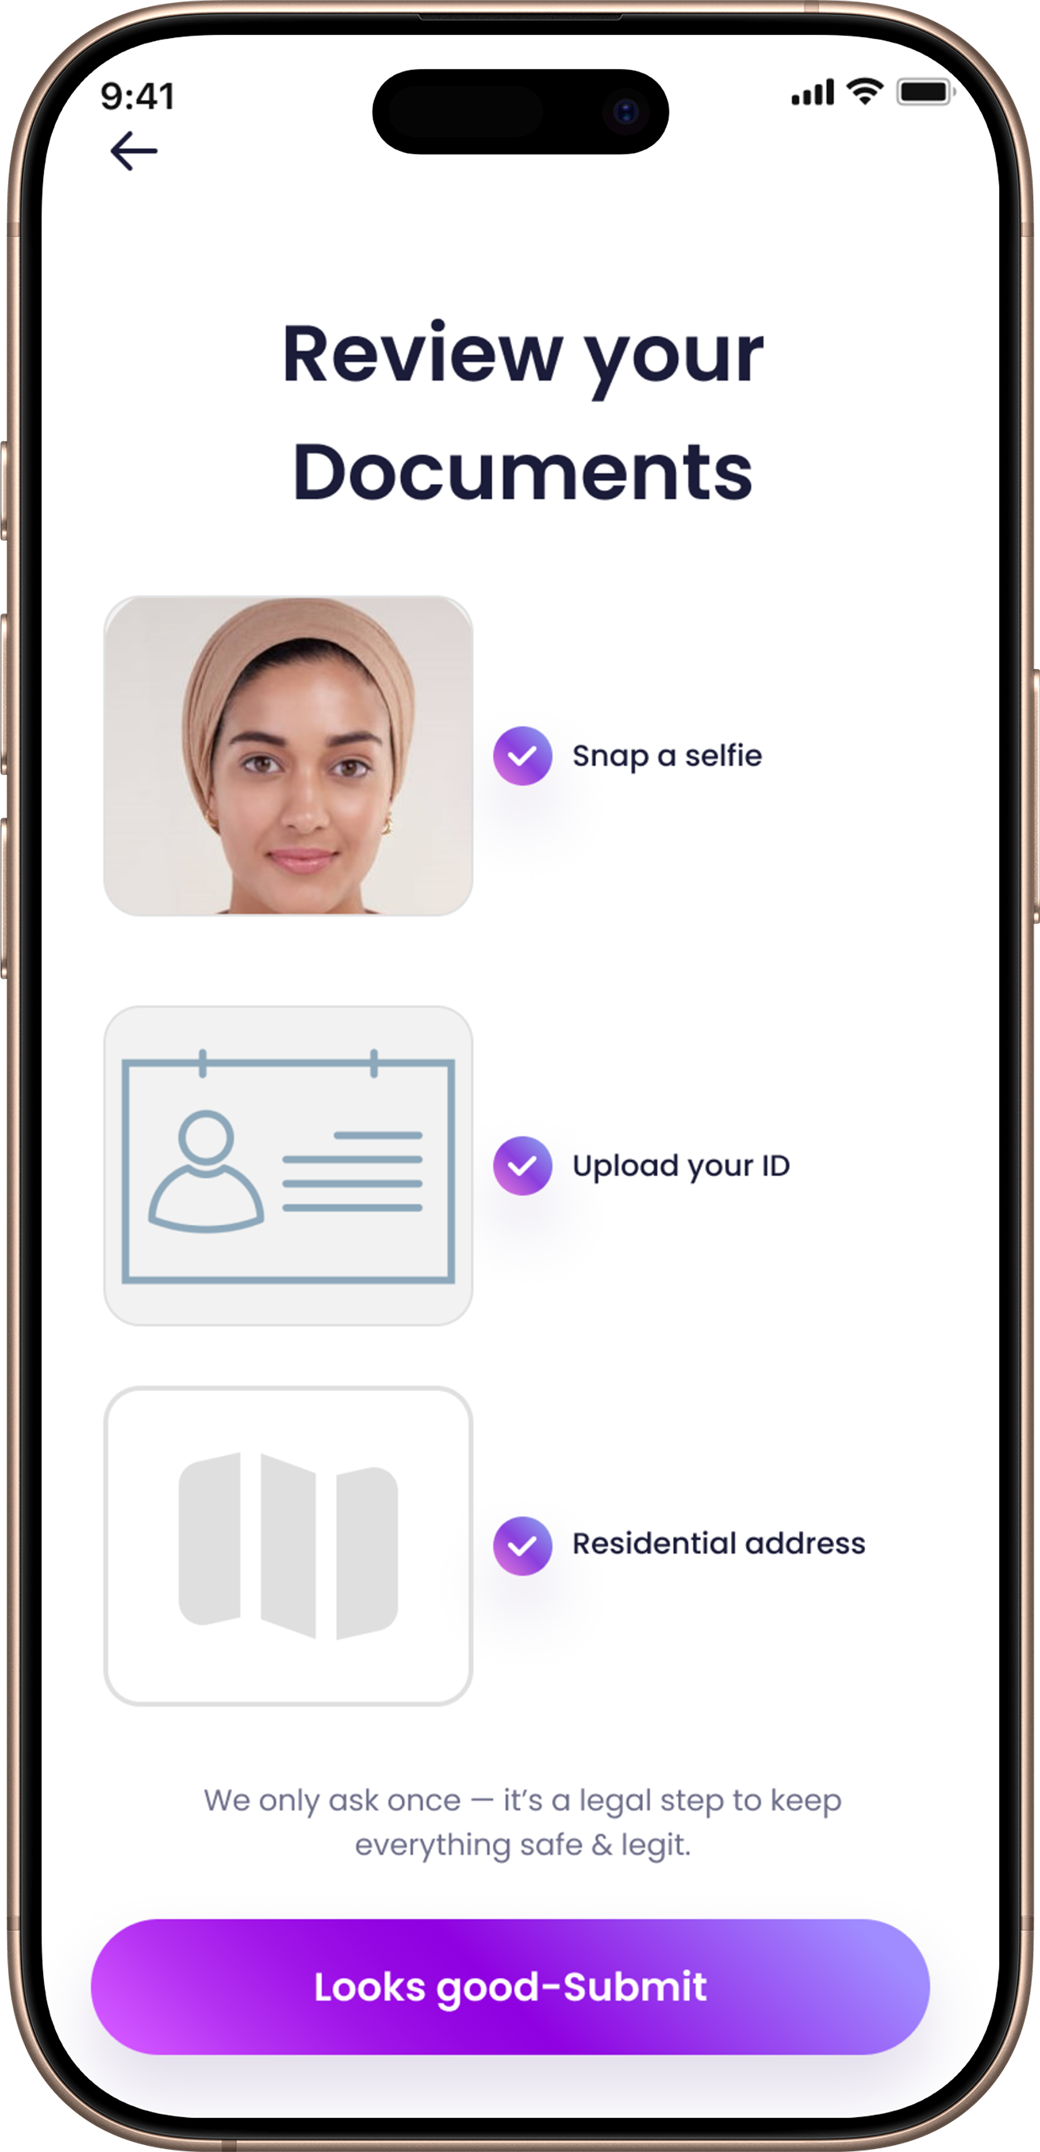 9:41
Review your
Documents
Snap a selfie
Upload your ID
Residential address
We only ask once — it’s a legal step to keep
everything safe & legit.
Looks good-Submit